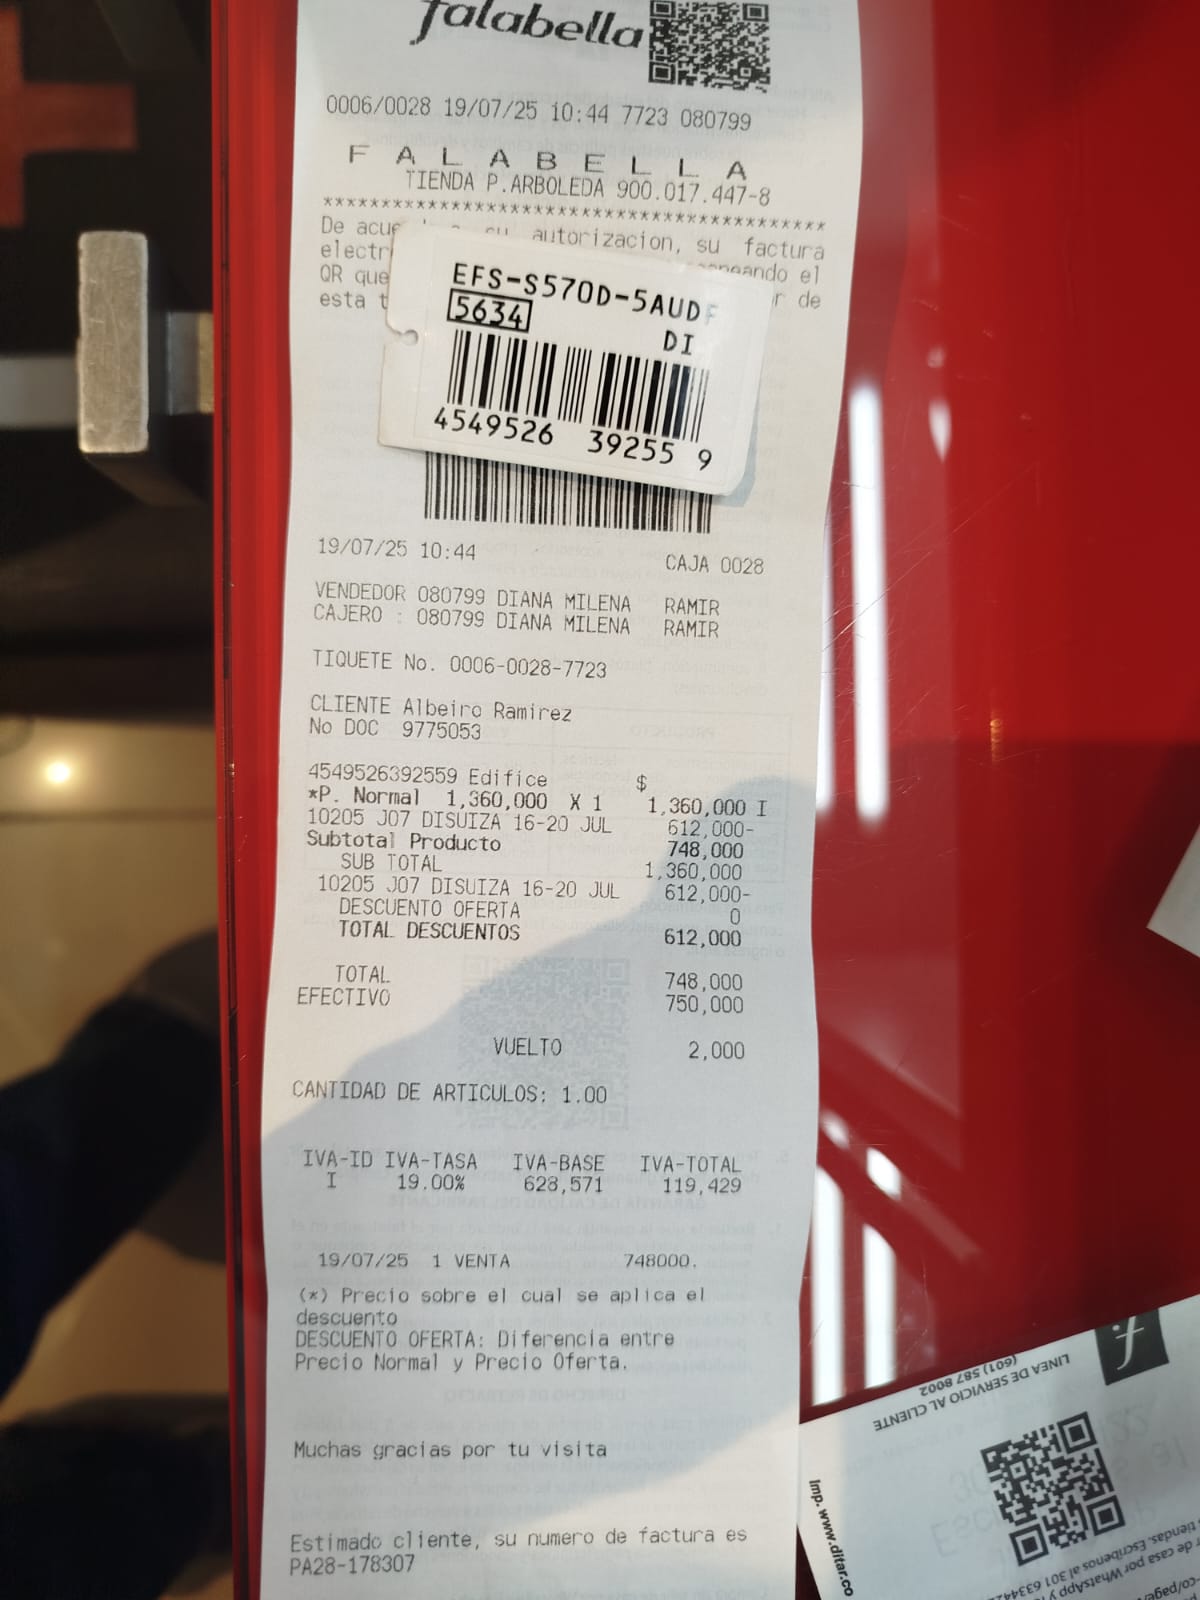 falabella
0006/0028 19/07/25 10:44 7723 080799
F A L A B E L L A
TIENDA P.ARBOLEDA 900.017.447-8
******************************************
De autorizacion, su factura
el
QR que de
esta
EFS-S570D-5AUDF
5634
DI
4549526 39255 9
19/07/25 10:44 CAJA 0028
VENDEDOR 080799 DIANA MILENA RAMIR
CAJERO : 080799 DIANA MILENA RAMIR
TIQUETE No. 0006-0028-7723
CLIENTE Albeiro Ramirez
No DOC 9775053
4549526392559 Edifice $
*P. Normal 1,360,000 X 1 1,360,000 I
10205 J07 DISUIZA 16-20 JUL 612,000-
Subtotal Producto 748,000
SUB TOTAL 1,360,000
10205 J07 DISUIZA 16-20 JUL 612,000-
DESCUENTO OFERTA 0
TOTAL DESCUENTOS 612,000
TOTAL 748,000
EFECTIVO 750,000
VUELTO 2,000
CANTIDAD DE ARTICULOS: 1.00
IVA-ID IVA-TASA IVA-BASE IVA-TOTAL
I 19.00% 628,571 119,429
19/07/25 1 VENTA 748000.
(*) Precio sobre el cual se aplica el
descuento
DESCUENTO OFERTA: Diferencia entre
Precio Normal y Precio Oferta.
Muchas gracias por tu visita
Estimado cliente, su numero de factura es
PA28-178307
f.
LINEA DE SERVICIO AL CLIENTE
(601) 587 8002
Imp. www.ditar.co